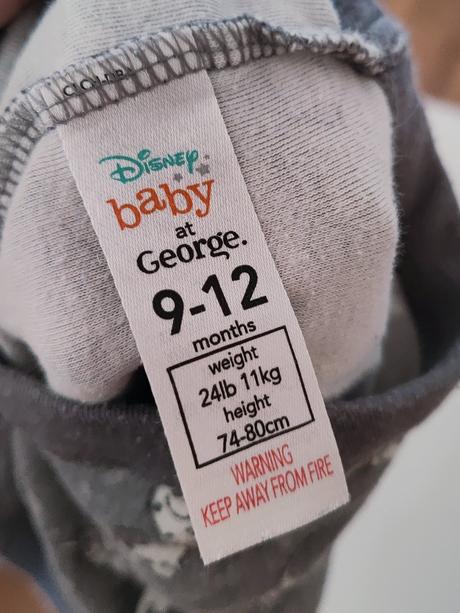 Disney
baby
at
George.
9-12
months
weight
24lb 11kg
height
74-80cm
WARNING
KEEP AWAY FROM FIRE